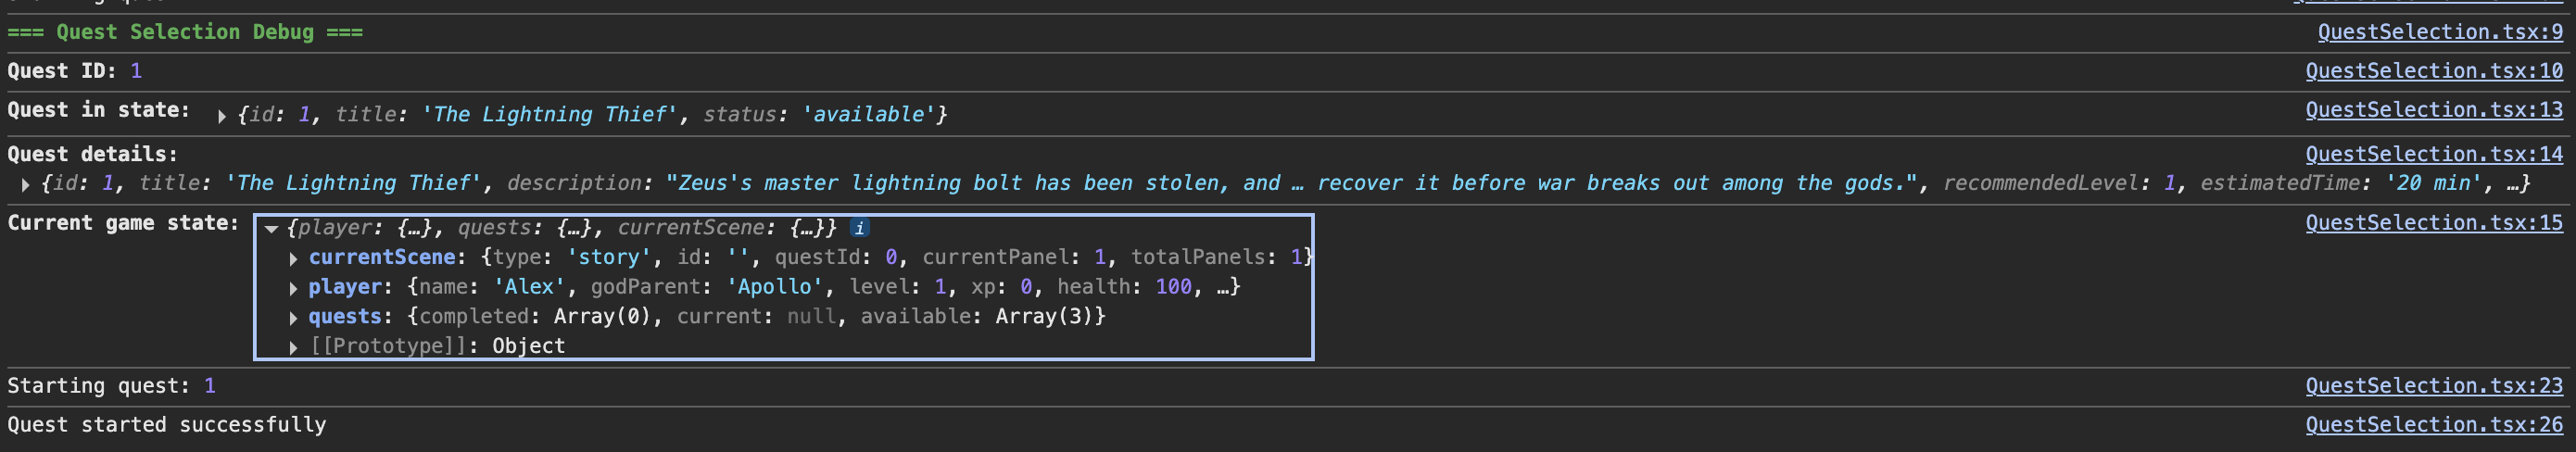 === Quest Selection Debug === QuestSelection.tsx:9
Quest ID: 1 QuestSelection.tsx:10
Quest in state: ▶ {id: 1, title: 'The Lightning Thief', status: 'available'} QuestSelection.tsx:13
Quest details: QuestSelection.tsx:14
▶ {id: 1, title: 'The Lightning Thief', description: "Zeus's master lightning bolt has been stolen, and … recover it before war breaks out among the gods.", recommendedLevel: 1, estimatedTime: '20 min', …}
Current game state: ▼ {player: {…}, quests: {…}, currentScene: {…}} i QuestSelection.tsx:15
▶ currentScene: {type: 'story', id: '', questId: 0, currentPanel: 1, totalPanels: 1}
▶ player: {name: 'Alex', godParent: 'Apollo', level: 1, xp: 0, health: 100, …}
▶ quests: {completed: Array(0), current: null, available: Array(3)}
▶ [[Prototype]]: Object
Starting quest: 1 QuestSelection.tsx:23
Quest started successfully QuestSelection.tsx:26